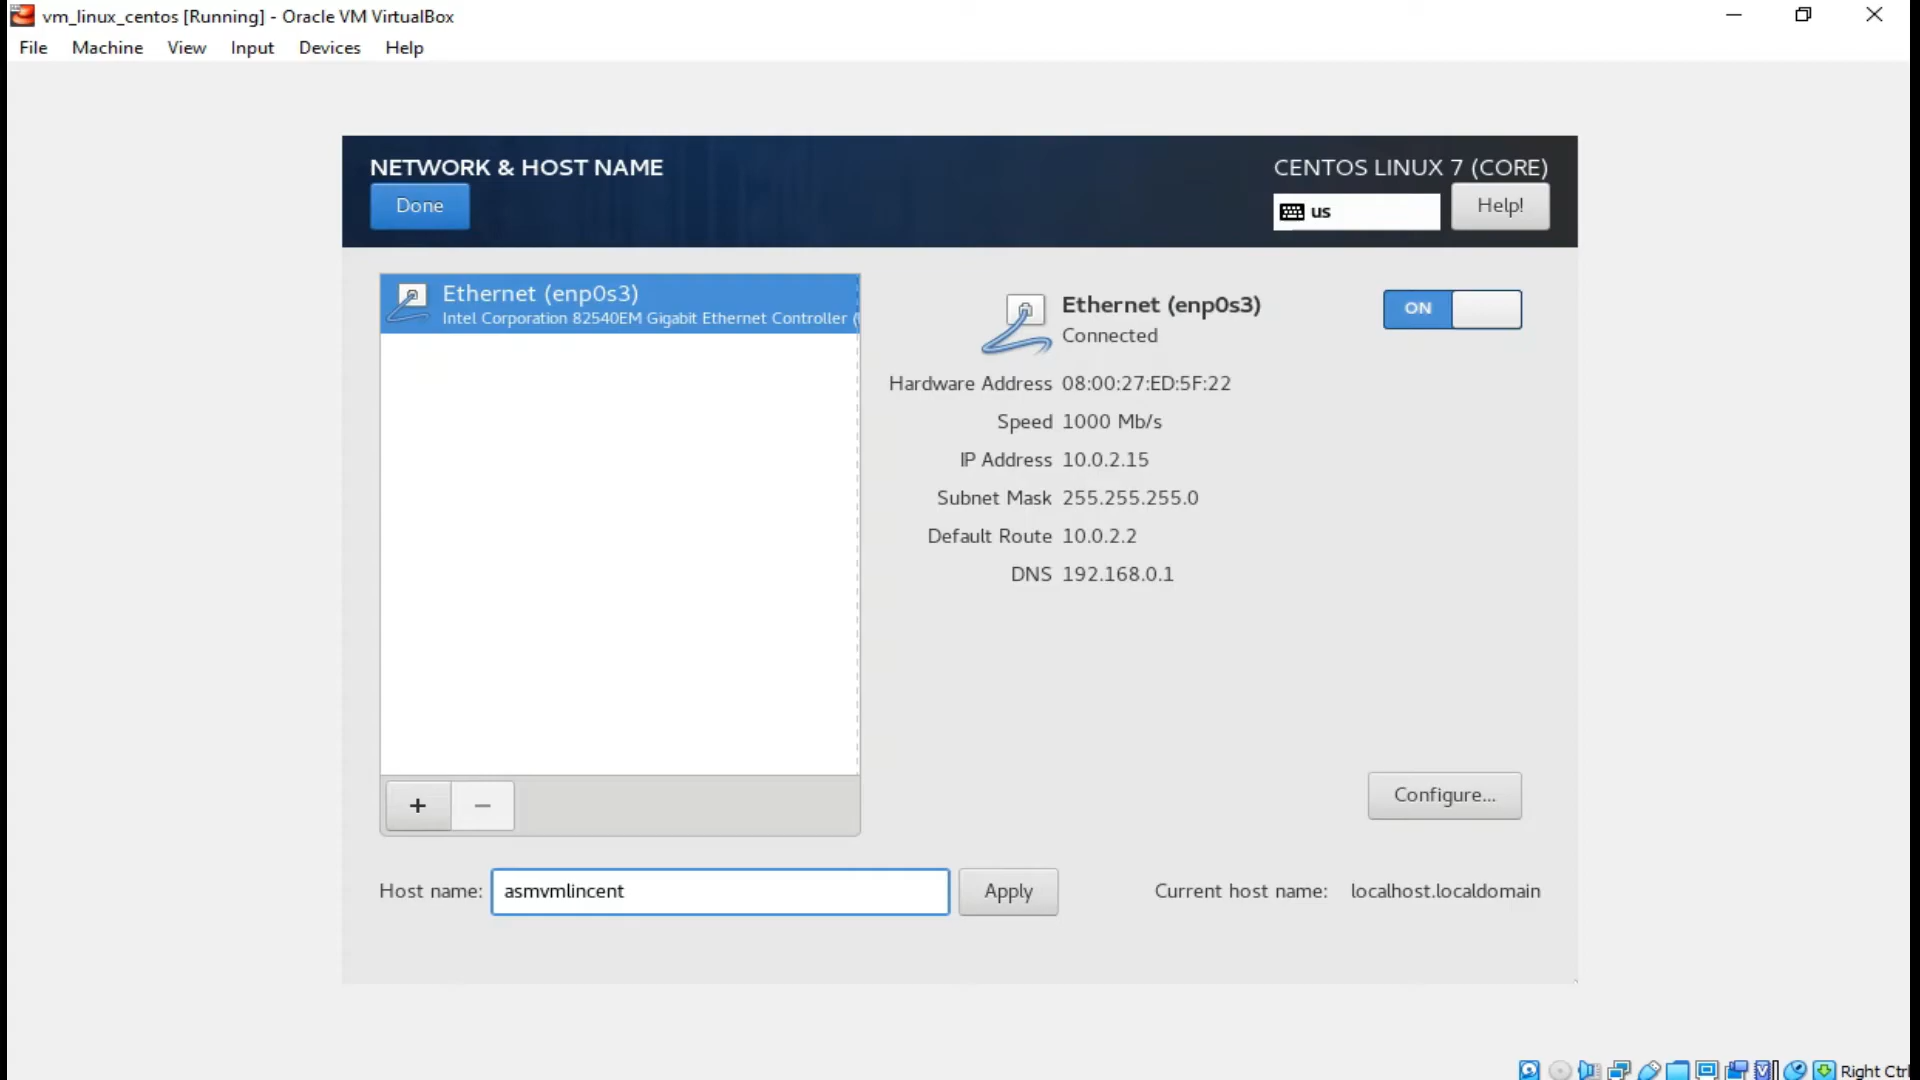 vm_linux_centos [Running] - Oracle VM VirtualBox
File Machine View Input Devices Help
NETWORK & HOST NAME
CENTOS LINUX 7 (CORE)
Done
us
Help!
Ethernet (enp0s3)
Intel Corporation 82540EM Gigabit Ethernet Controller (
Ethernet (enp0s3)
Connected
ON
Hardware Address 08:00:27:ED:5F:22
Speed 1000 Mb/s
IP Address 10.0.2.15
Subnet Mask 255.255.255.0
Default Route 10.0.2.2
DNS 192.168.0.1
+ −
Configure...
Host name: asmvmlincent Apply Current host name: localhost.localdomain
Right Ctrl